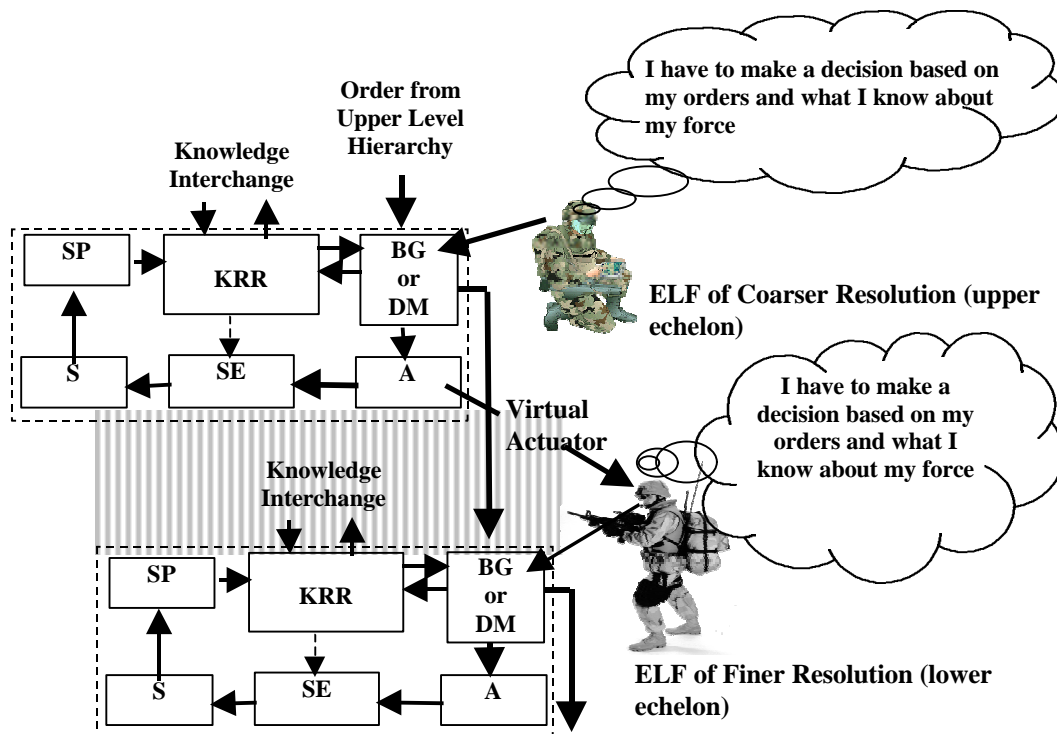 I have to make a decision based on
my orders and what I know about
my force
Order from
Upper Level
Hierarchy
Knowledge
Interchange
SP
KRR
BG
or
DM
ELF of Coarser Resolution (upper
echelon)
S
SE
A
I have to make a
decision based on my
orders and what I
know about my force
Virtual
Actuator
Knowledge
Interchange
SP
KRR
BG
or
DM
S
SE
A
ELF of Finer Resolution (lower
echelon)